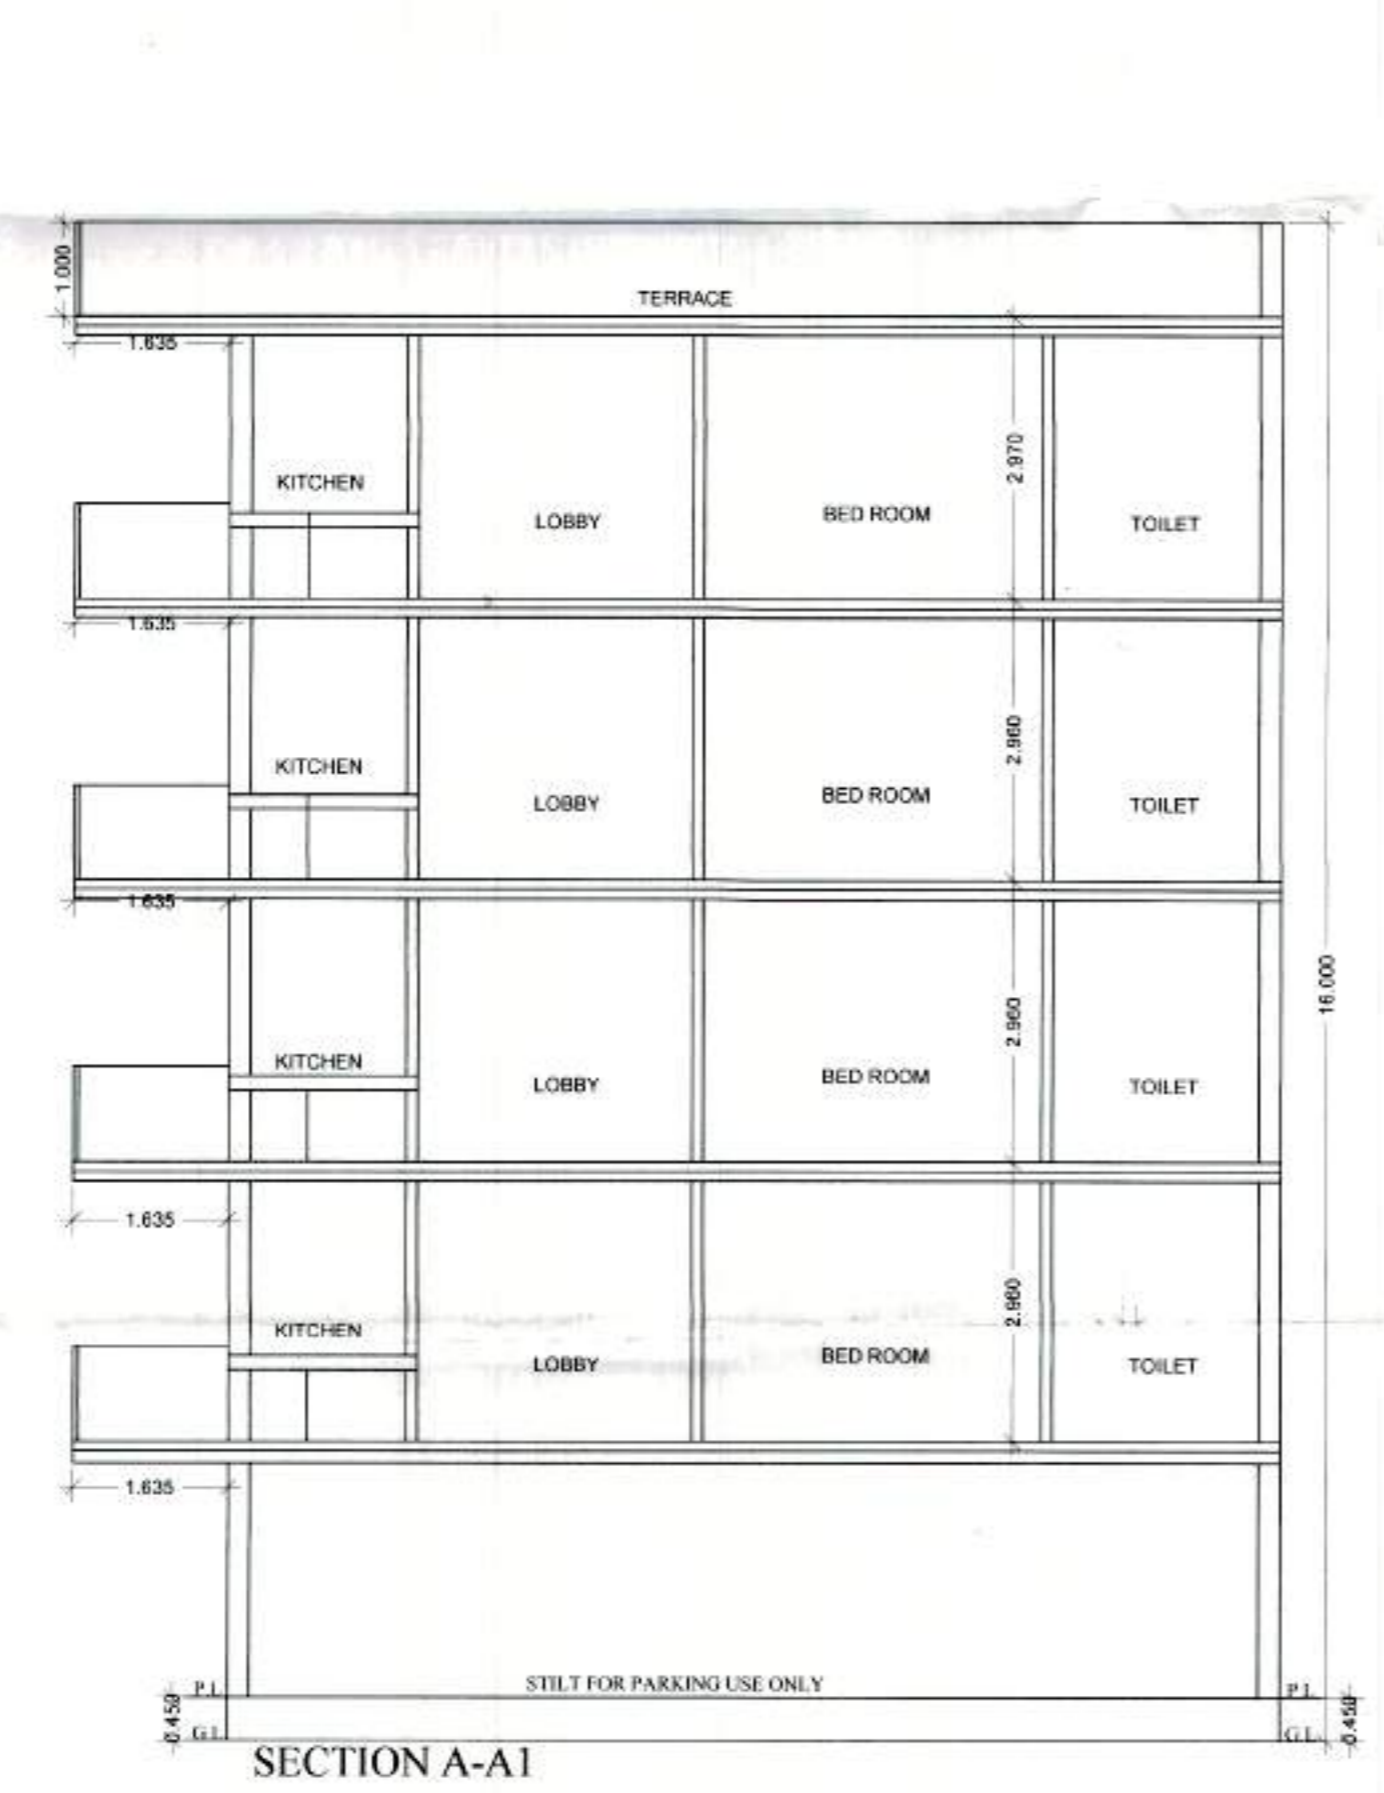 1.000
TERRACE
1.635
2.970
KITCHEN
LOBBY
BED ROOM
TOILET
1.635
2.960
KITCHEN
LOBBY
BED ROOM
TOILET
1.635
16.000
2.960
KITCHEN
LOBBY
BED ROOM
TOILET
1.635
2.960
KITCHEN
LOBBY
BED ROOM
TOILET
1.635
STILT FOR PARKING USE ONLY
P.L. P.L.
0.459 0.459
G.L. G.L.
SECTION A-A1